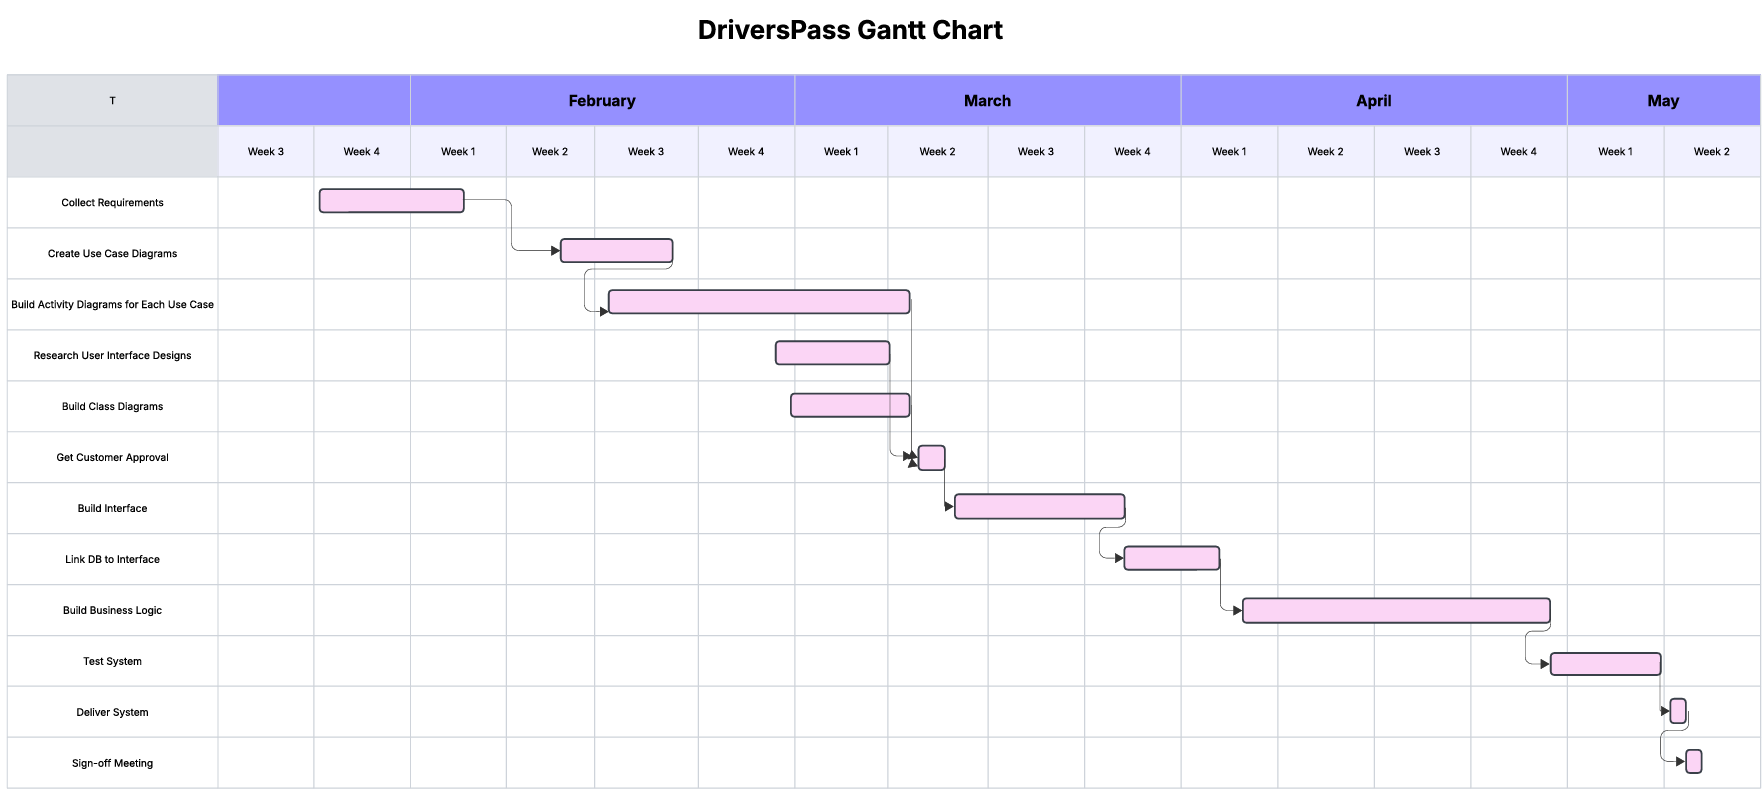 DriversPass Gantt Chart
T
February
March
April
May
Week 3
Week 4
Week 1
Week 2
Week 3
Week 4
Week 1
Week 2
Week 3
Week 4
Week 1
Week 2
Week 3
Week 4
Week 1
Week 2
Collect Requirements
Create Use Case Diagrams
Build Activity Diagrams for Each Use Case
Research User Interface Designs
Build Class Diagrams
Get Customer Approval
Build Interface
Link DB to Interface
Build Business Logic
Test System
Deliver System
Sign-off Meeting